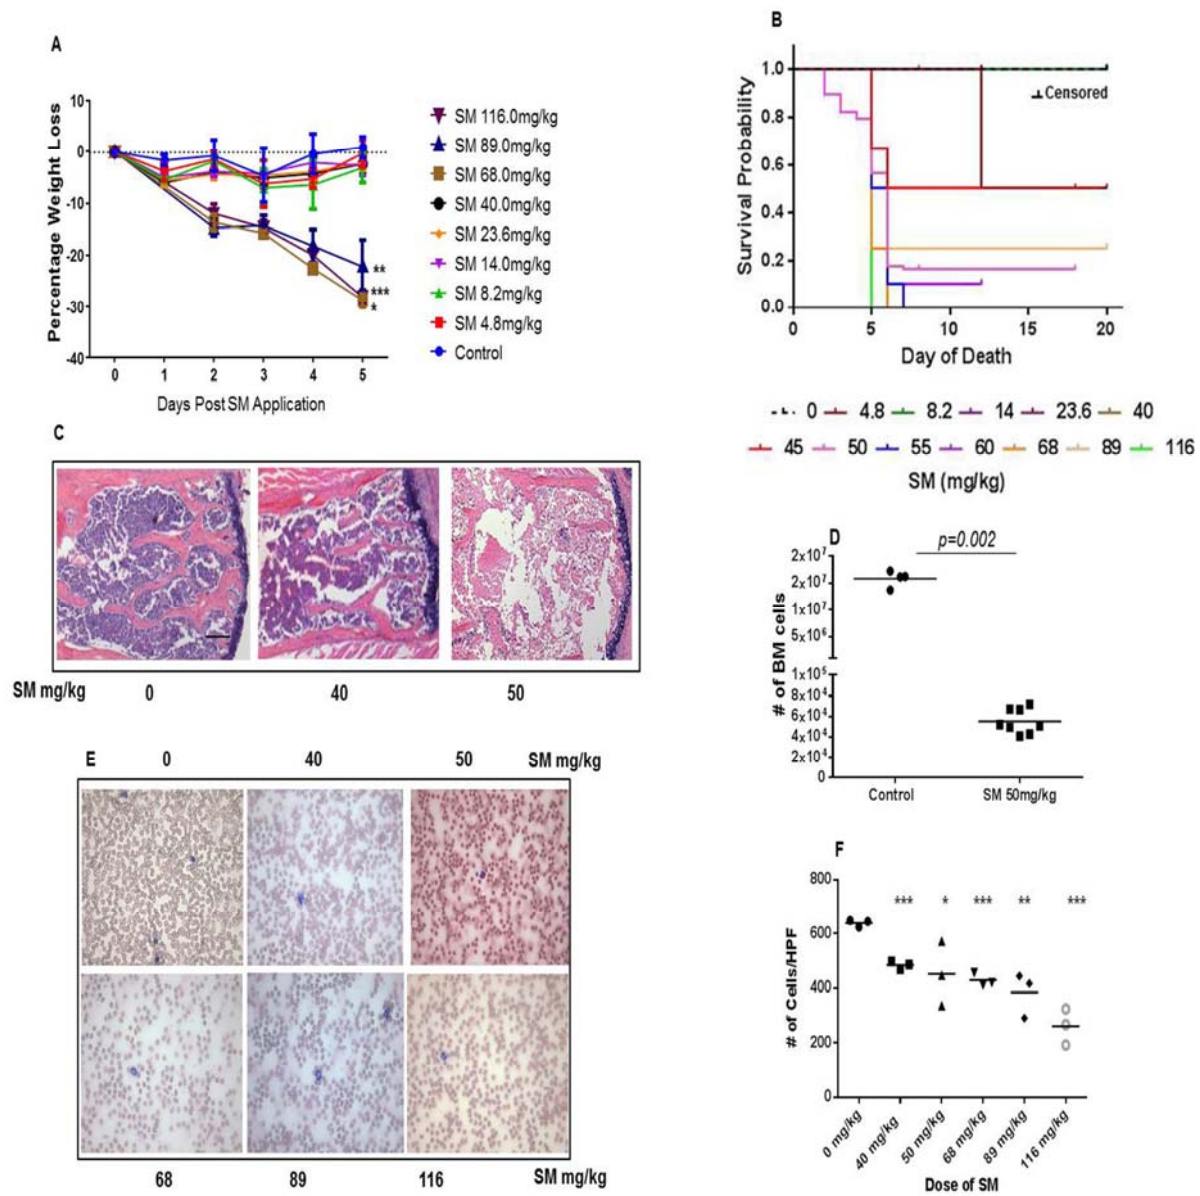 A
Percentage Weight Loss
10
0
-10
-20
-30
-40
**
***
*
0 1 2 3 4 5
Days Post SM Application
SM 116.0mg/kg
SM 89.0mg/kg
SM 68.0mg/kg
SM 40.0mg/kg
SM 23.6mg/kg
SM 14.0mg/kg
SM 8.2mg/kg
SM 4.8mg/kg
Control
B
Survival Probability
1.0
0.8
0.6
0.4
0.2
0.0
Censored
0 5 10 15 20
Day of Death
0 4.8 8.2 14 23.6 40
45 50 55 60 68 89 116
SM (mg/kg)
C
SM mg/kg 0 40 50
D
p=0.002
# of BM cells
2x10⁷
2x10⁷
1x10⁷
5x10⁶
1x10⁵
8x10⁴
6x10⁴
4x10⁴
2x10⁴
0
Control SM 50mg/kg
E 0 40 50 SM mg/kg
68 89 116 SM mg/kg
F
# of Cells/HPF
800
600
400
200
0
*** * *** ** ***
0 mg/kg 40 mg/kg 50 mg/kg 68 mg/kg 89 mg/kg 116 mg/kg
Dose of SM